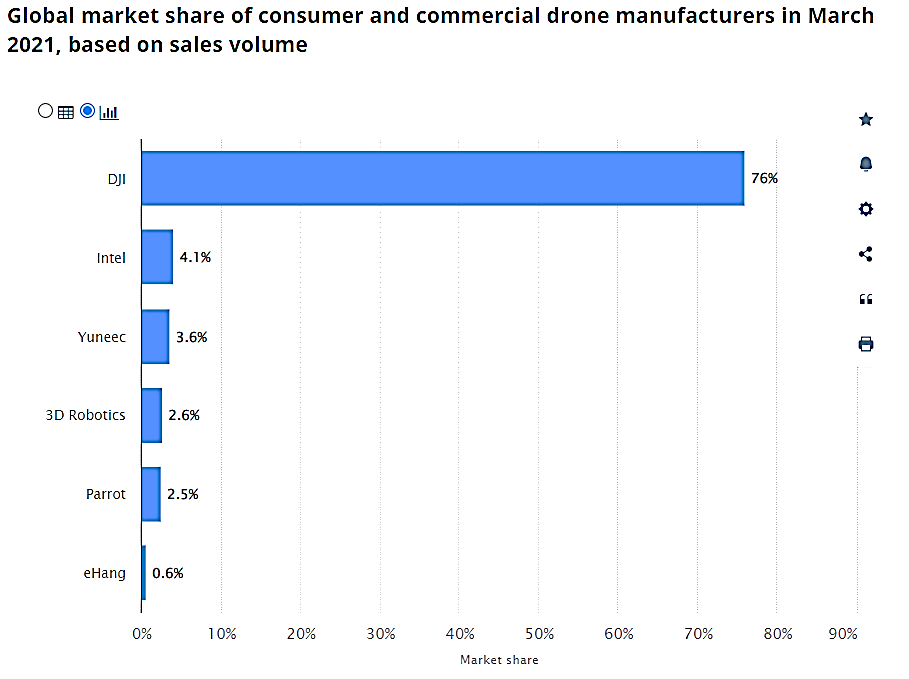 Global market share of consumer and commercial drone manufacturers in March
2021, based on sales volume
DJI
76%
Intel
4.1%
Yuneec
3.6%
3D Robotics
2.6%
Parrot
2.5%
eHang
0.6%
0% 10% 20% 30% 40% 50% 60% 70% 80% 90%
Market share